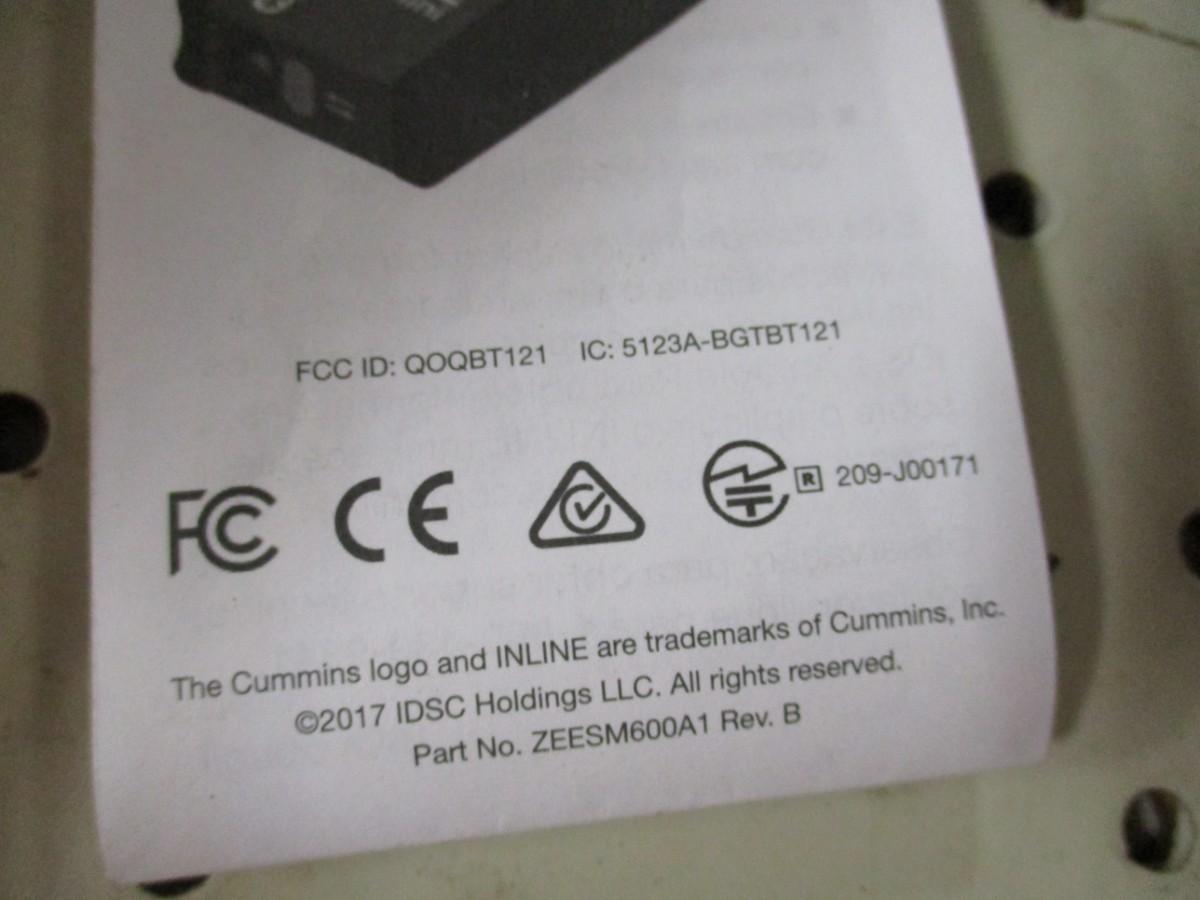 FCC ID: QOQBT121 IC: 5123A-BGTBT121
FC CE R 209-J00171
The Cummins logo and INLINE are trademarks of Cummins, Inc.
©2017 IDSC Holdings LLC. All rights reserved.
Part No. ZEESM600A1 Rev. B